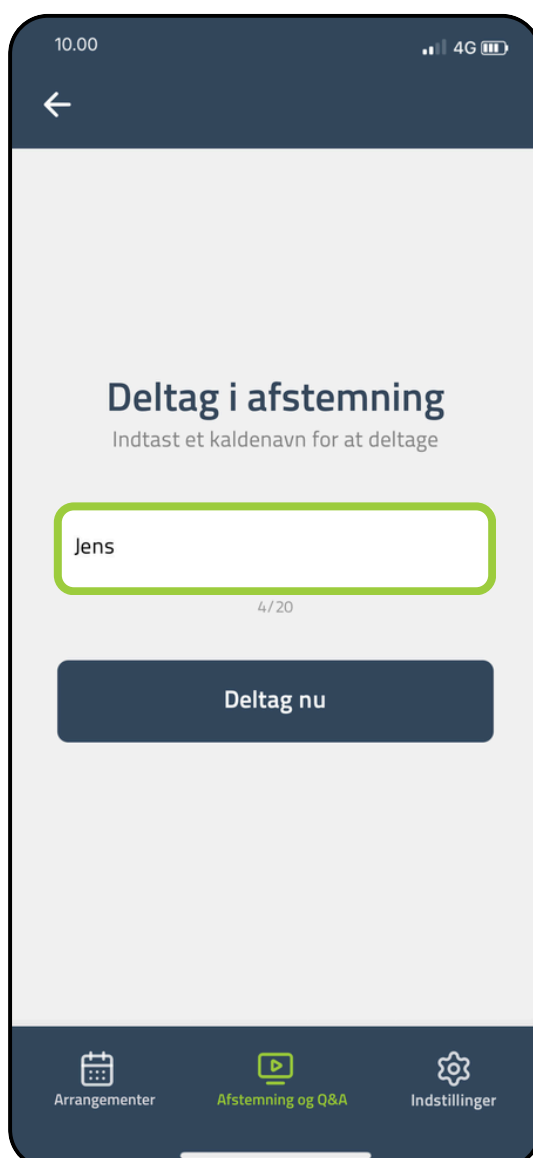 10.00 4G
Deltag i afstemning
Indtast et kaldenavn for at deltage
Jens
4/20
Deltag nu
Arrangementer Afstemning og Q&A Indstillinger